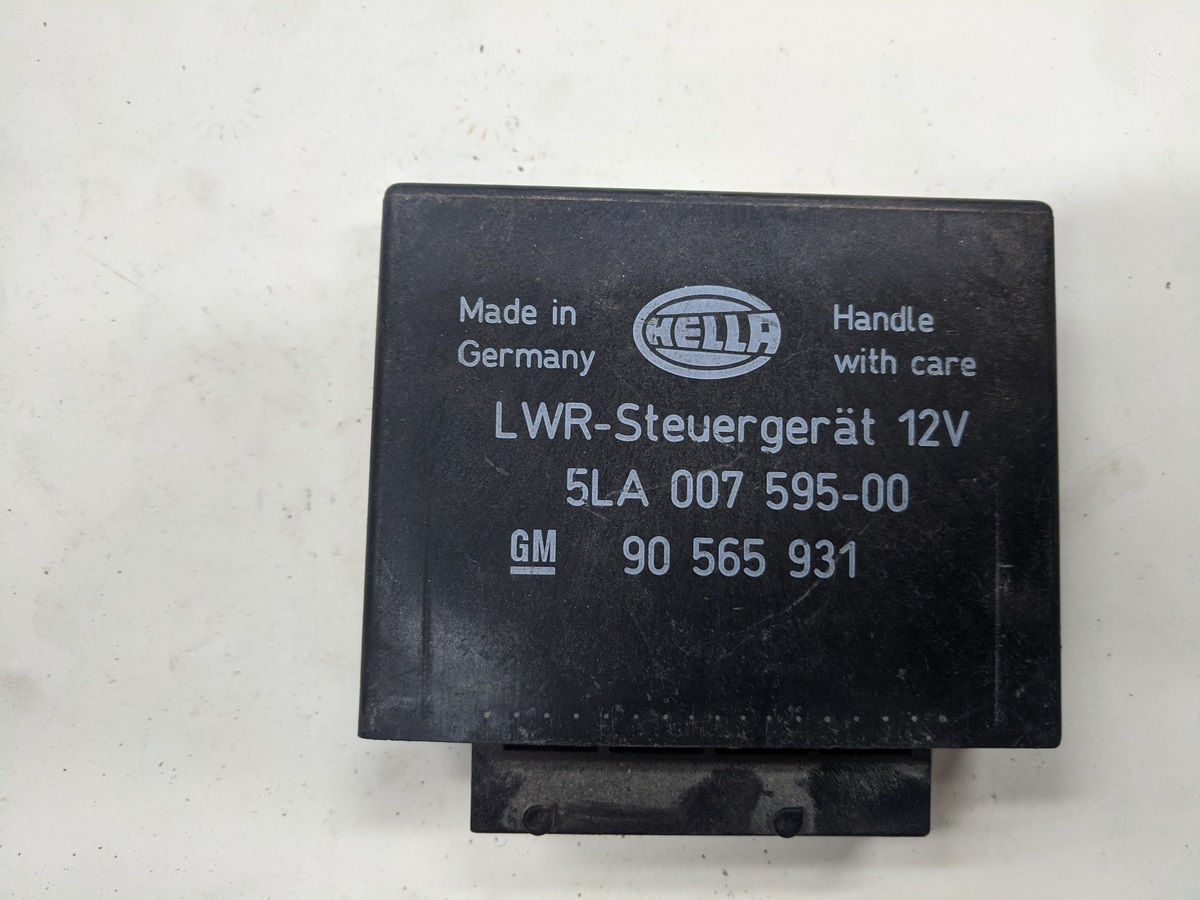 Made in Germany
HELLA
Handle with care
LWR-Steuergerät 12V
5LA 007 595-00
GM 90 565 931